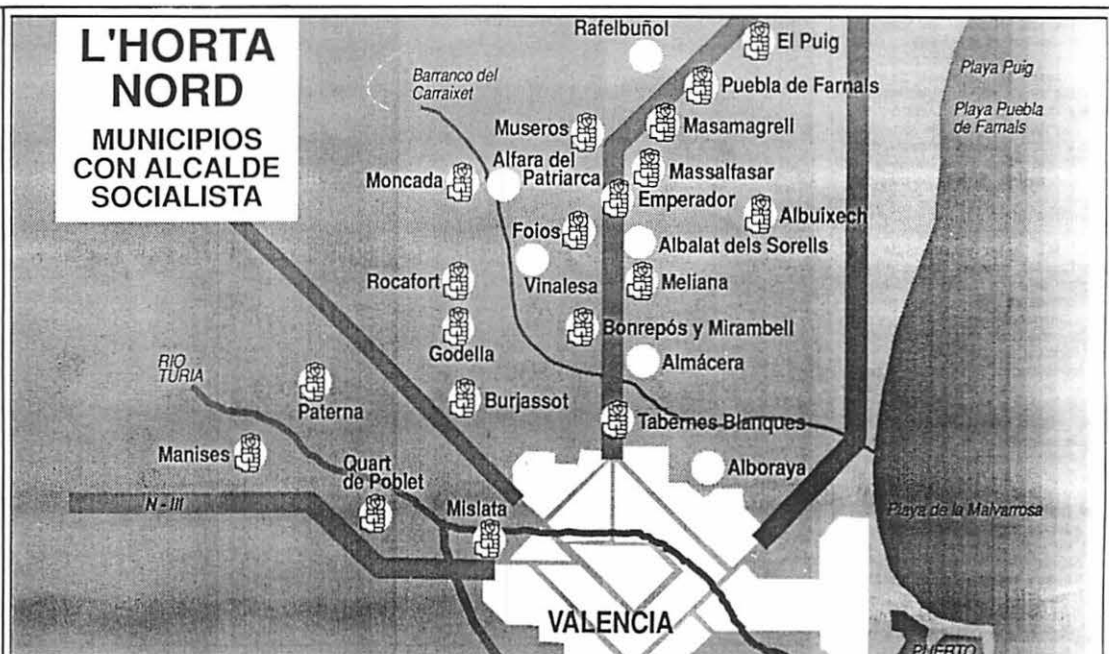 L'HORTA
NORD
MUNICIPIOS
CON ALCALDE
SOCIALISTA
Rafelbuñol
El Puig
Playa Puig
Barranco del
Carraixet
Puebla de Farnals
Playa Puebla
de Farnals
Museros
Masamagrell
Alfara del
Patriarca
Moncada
Massalfasar
Emperador
Albuixech
Foios
Albalat dels Sorells
Rocafort
Vinalesa
Meliana
Godella
Bonrepós y Mirambell
RIO
TURIA
Almácera
Paterna
Burjassot
Tabernes Blanques
Manises
Quart
de Poblet
Alboraya
N - III
Mislata
Playa de la Malvarrosa
VALENCIA
PUERTO